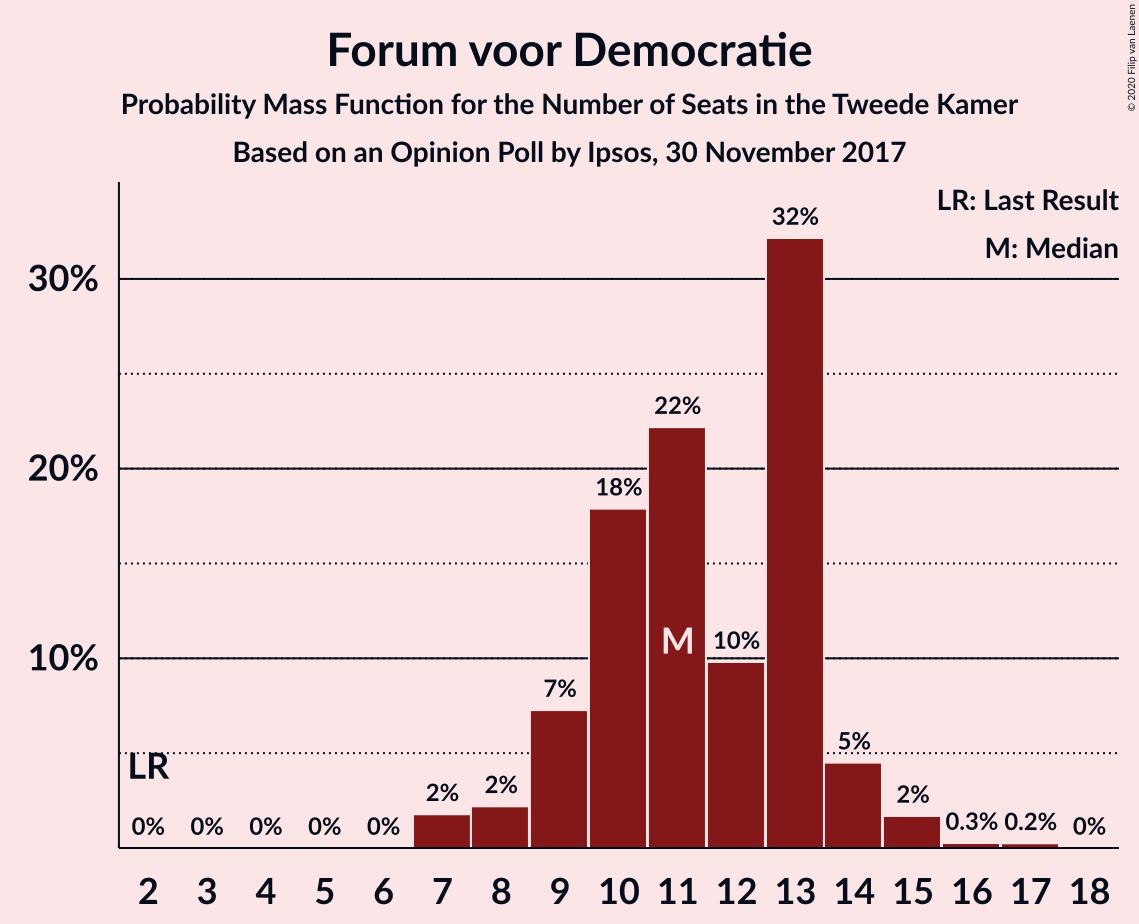 Forum voor Democratie
Probability Mass Function for the Number of Seats in the Tweede Kamer
Based on an Opinion Poll by Ipsos, 30 November 2017
© 2020 Filip van Laenen
LR: Last Result
M: Median
30%
20%
10%
LR
M
0%
0%
0%
0%
0%
2%
2%
7%
18%
22%
10%
32%
5%
2%
0.3%
0.2%
0%
2 3 4 5 6 7 8 9 10 11 12 13 14 15 16 17 18